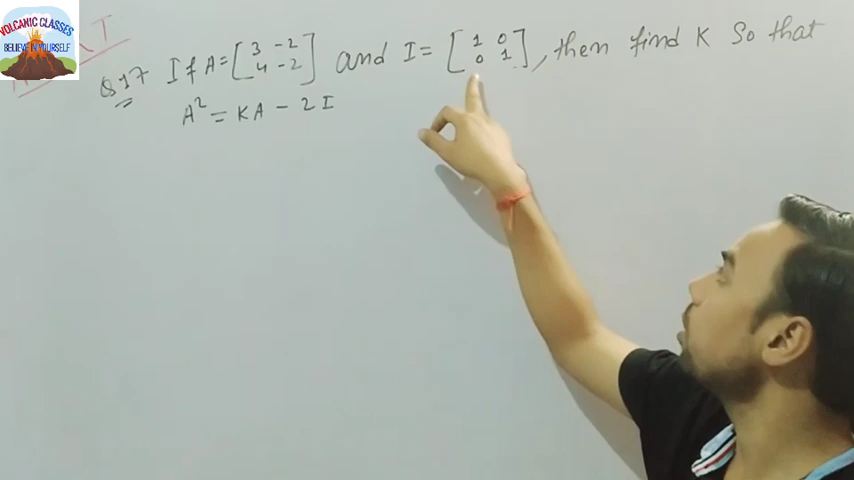 VOLCANIC CLASSES
BELIEVE IN YOURSELF
T
Q17 If A = [3 -2 4 -2] and I = [1 0 0 1], then find K So that
A² = KA - 2I